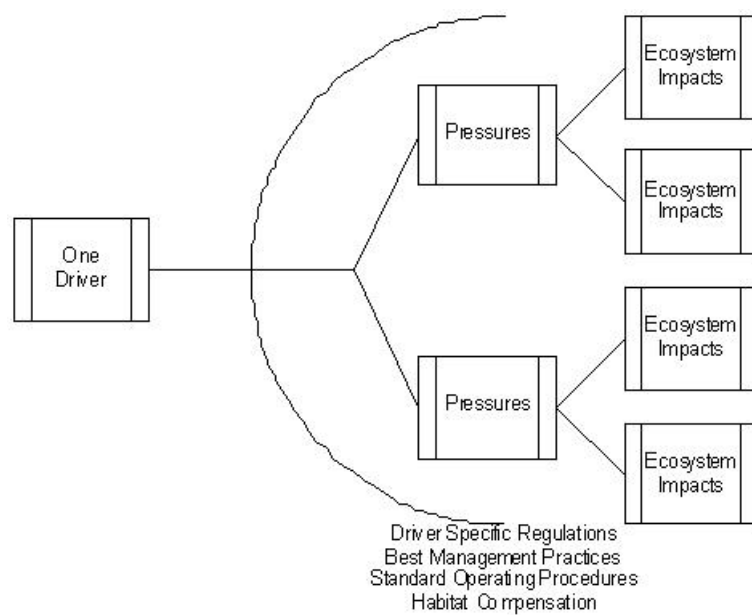 Ecosystem
Impacts
Pressures
Ecosystem
Impacts
One
Driver
Ecosystem
Impacts
Pressures
Ecosystem
Impacts
Driver Specific Regulations
Best Management Practices
Standard Operating Procedures
Habitat Compensation